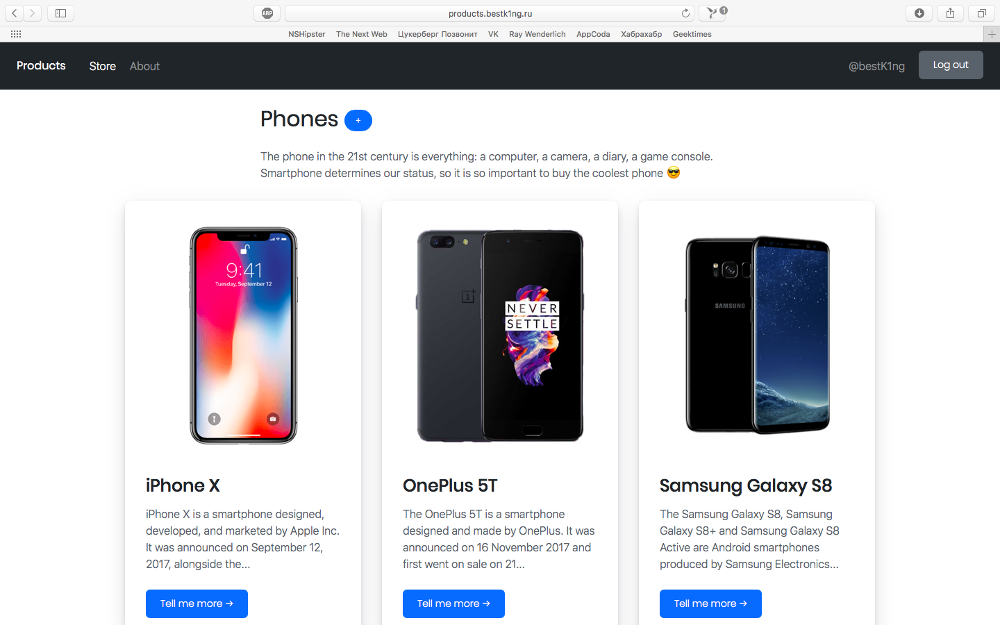 ABP
products.bestk1ng.ru
1
NSHipster The Next Web Цукерберг Позвонит VK Ray Wenderlich AppCoda Хабрахабр Geektimes
+
Products Store About @bestK1ng Log out
Phones +
The phone in the 21st century is everything: a computer, a camera, a diary, a game console.
Smartphone determines our status, so it is so important to buy the coolest phone 😎
9:41
Tuesday, September 12
1+
NEVER
SETTLE
SAMSUNG
iPhone X
iPhone X is a smartphone designed,
developed, and marketed by Apple Inc.
It was announced on September 12,
2017, alongside the...
Tell me more →
OnePlus 5T
The OnePlus 5T is a smartphone
designed and made by OnePlus. It was
announced on 16 November 2017 and
first went on sale on 21...
Tell me more →
Samsung Galaxy S8
The Samsung Galaxy S8, Samsung
Galaxy S8+ and Samsung Galaxy S8
Active are Android smartphones
produced by Samsung Electronics...
Tell me more →